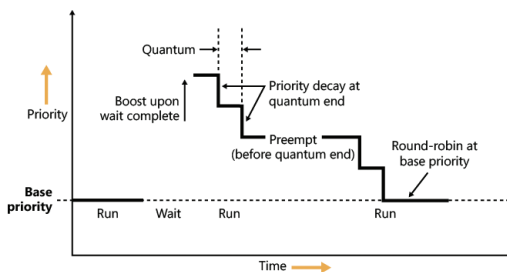 Quantum
Priority decay at
quantum end
Boost upon
wait complete
Priority
Preempt
(before quantum end)
Round-robin at
base priority
Base
priority
Run
Wait
Run
Run
Time